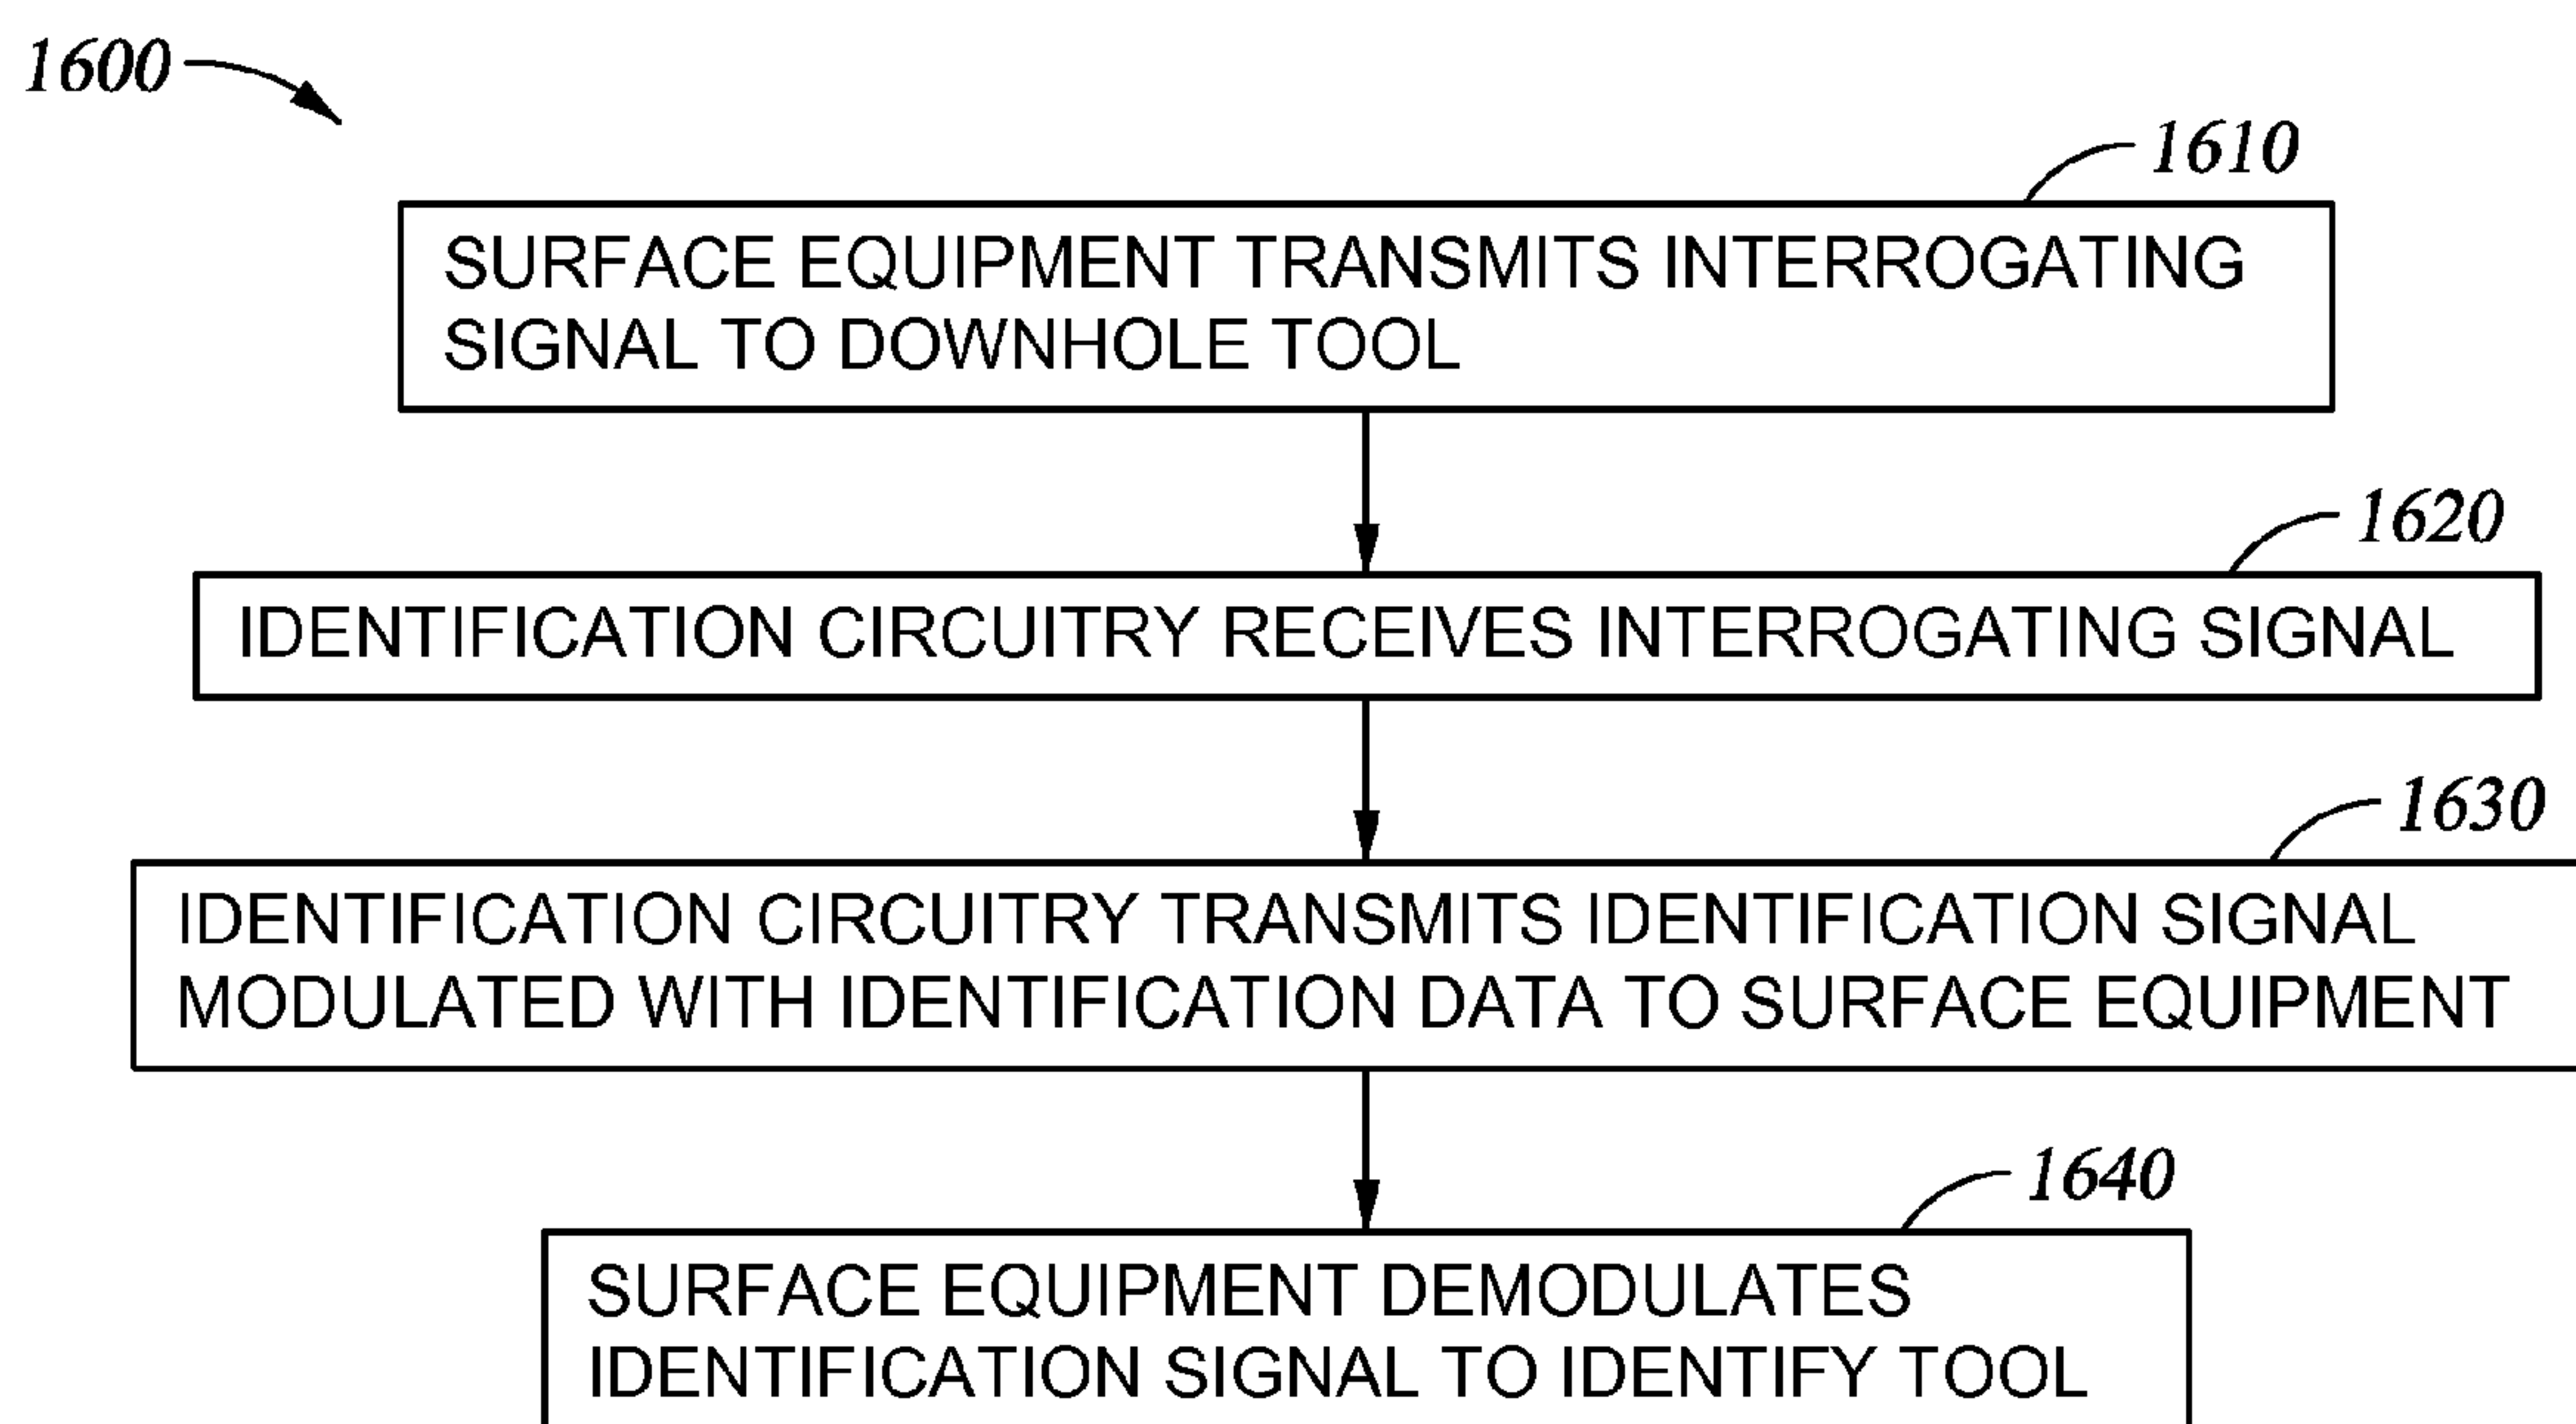 1600
1610
SURFACE EQUIPMENT TRANSMITS INTERROGATING
SIGNAL TO DOWNHOLE TOOL
1620
IDENTIFICATION CIRCUITRY RECEIVES INTERROGATING SIGNAL
1630
IDENTIFICATION CIRCUITRY TRANSMITS IDENTIFICATION SIGNAL
MODULATED WITH IDENTIFICATION DATA TO SURFACE EQUIPMENT
1640
SURFACE EQUIPMENT DEMODULATES
IDENTIFICATION SIGNAL TO IDENTIFY TOOL